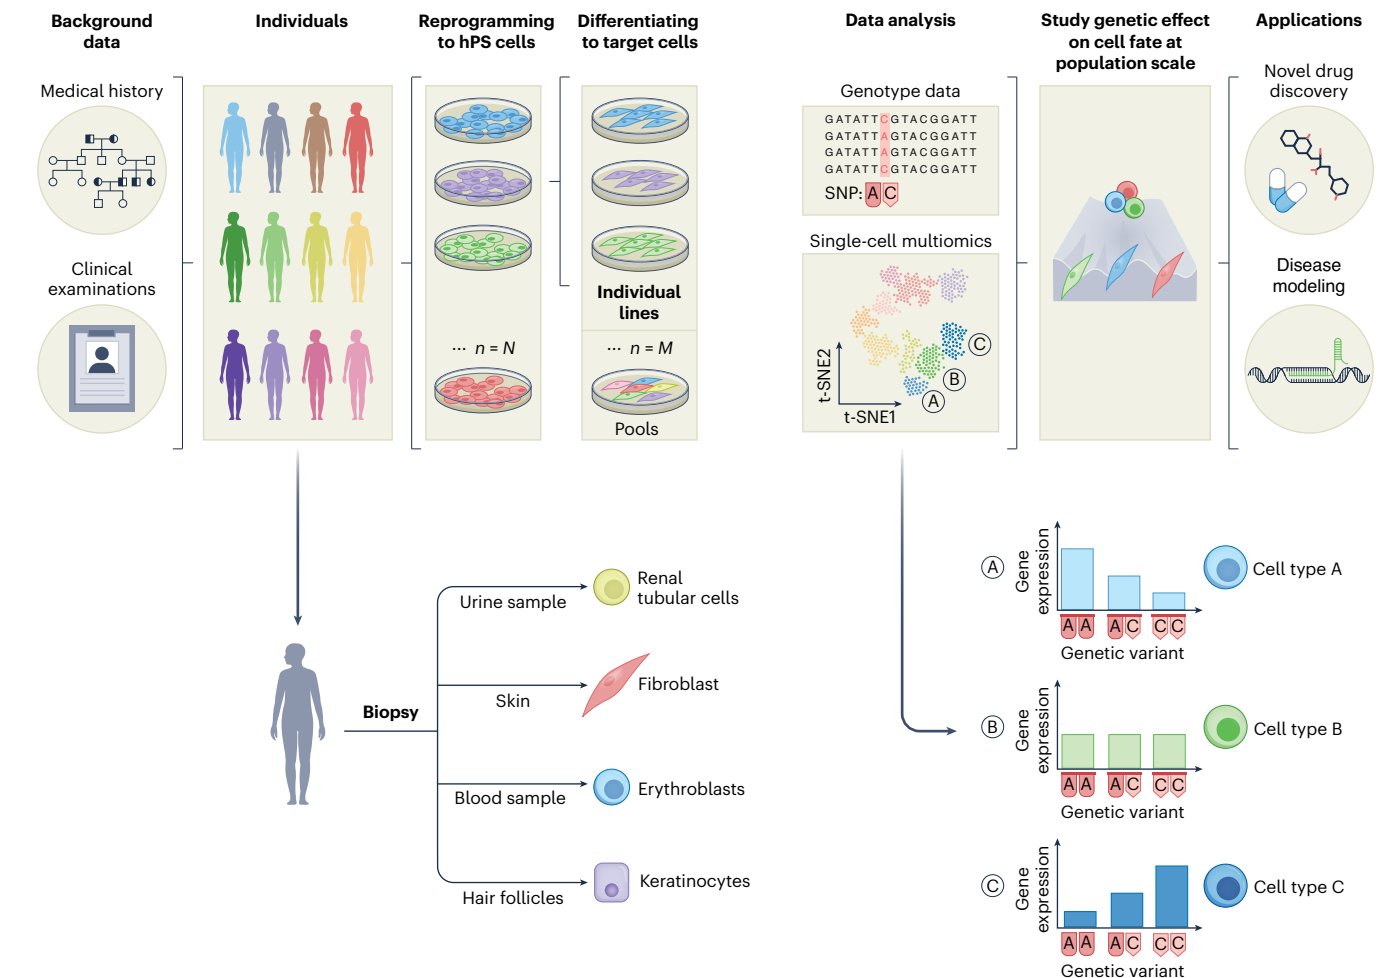 Background
data
Individuals
Reprogramming
to hPS cells
Differentiating
to target cells
Data analysis
Study genetic effect
on cell fate at
population scale
Applications
Medical history
Clinical
examinations
Individual
lines
... n = N
... n = M
Pools
Genotype data
GATATTCGTACGGATT
GATATTAGTACGGATT
GATATTAGTACGGATT
GATATTCGTACGGATT
SNP: A C
Single-cell multiomics
C
B
A
t-SNE2
t-SNE1
Novel drug
discovery
Disease
modeling
Biopsy
Urine sample
Renal
tubular cells
Skin
Fibroblast
Blood sample
Erythroblasts
Hair follicles
Keratinocytes
A
Gene
expression
A A A C C C
Genetic variant
Cell type A
B
Gene
expression
A A A C C C
Genetic variant
Cell type B
C
Gene
expression
A A A C C C
Genetic variant
Cell type C